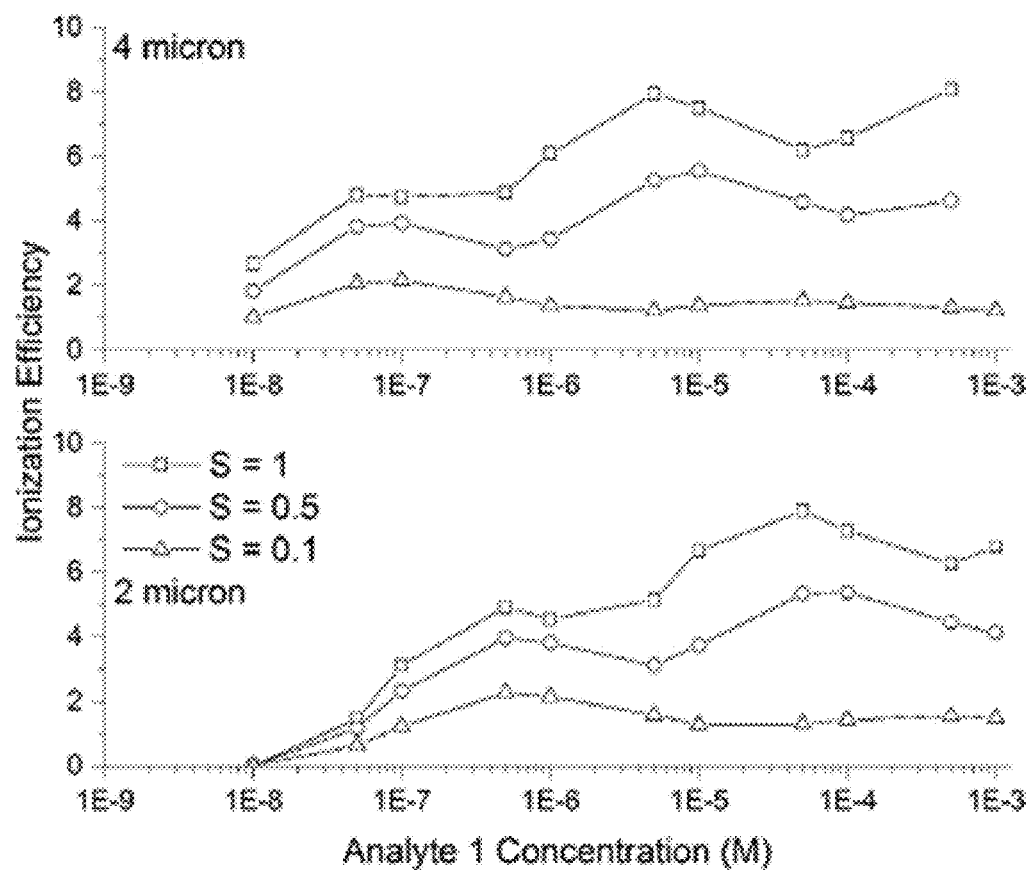 10
4 micron
8
6
4
2
0
1E-9 1E-8 1E-7 1E-6 1E-5 1E-4 1E-3
Ionization Efficiency
10
S = 1
8
S = 0.5
S = 0.1
6
2 micron
4
2
0
1E-9 1E-8 1E-7 1E-6 1E-5 1E-4 1E-3
Analyte 1 Concentration (M)